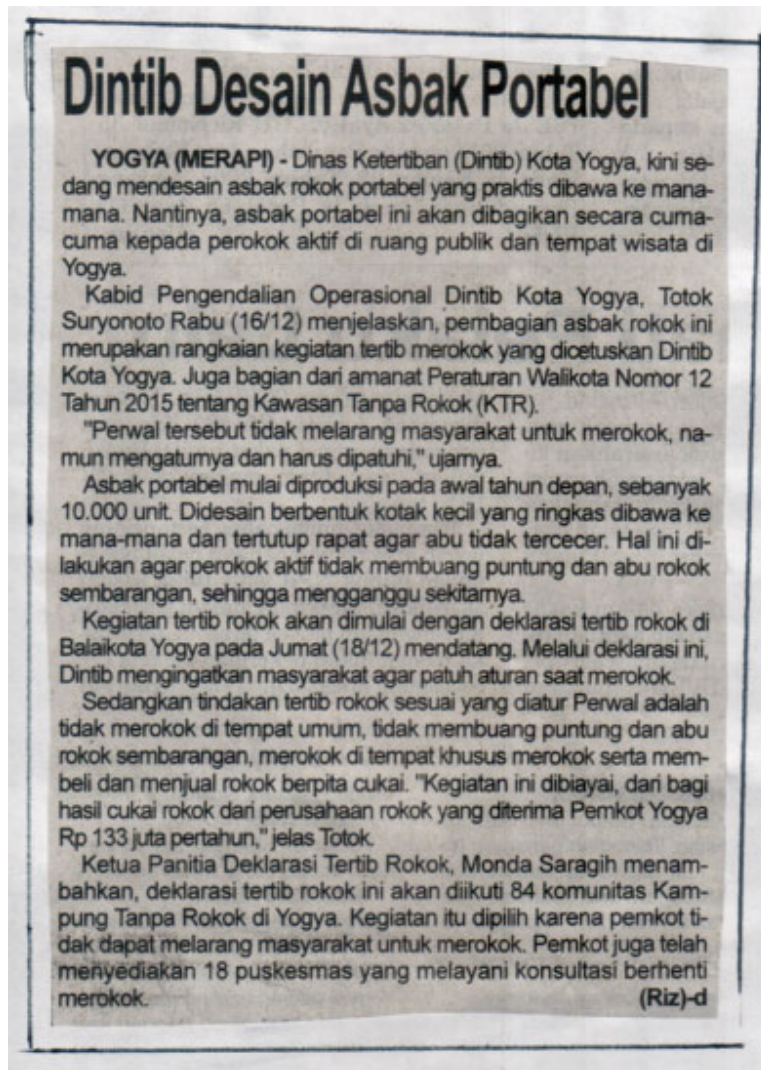 Dintib Desain Asbak Portabel
YOGYA (MERAPI) - Dinas Ketertiban (Dintib) Kota Yogya, kini se-
dang mendesain asbak rokok portabel yang praktis dibawa ke mana-
mana. Nantinya, asbak portabel ini akan dibagikan secara cuma-
cuma kepada perokok aktif di ruang publik dan tempat wisata di
Yogya.
Kabid Pengendalian Operasional Dintib Kota Yogya, Totok
Suryonoto Rabu (16/12) menjelaskan, pembagian asbak rokok ini
merupakan rangkaian kegiatan tertib merokok yang dicetuskan Dintib
Kota Yogya. Juga bagian dari amanat Peraturan Walikota Nomor 12
Tahun 2015 tentang Kawasan Tanpa Rokok (KTR).
"Perwal tersebut tidak melarang masyarakat untuk merokok, na-
mun mengaturnya dan harus dipatuhi," ujarnya.
Asbak portabel mulai diproduksi pada awal tahun depan, sebanyak
10.000 unit. Didesain berbentuk kotak kecil yang ringkas dibawa ke
mana-mana dan tertutup rapat agar abu tidak tercecer. Hal ini di-
lakukan agar perokok aktif tidak membuang puntung dan abu rokok
sembarangan, sehingga mengganggu sekitarnya.
Kegiatan tertib rokok akan dimulai dengan deklarasi tertib rokok di
Balaikota Yogya pada Jumat (18/12) mendatang. Melalui deklarasi ini,
Dintib mengingatkan masyarakat agar patuh aturan saat merokok.
Sedangkan tindakan tertib rokok sesuai yang diatur Perwal adalah
tidak merokok di tempat umum, tidak membuang puntung dan abu
rokok sembarangan, merokok di tempat khusus merokok serta mem-
beli dan menjual rokok berpita cukai. "Kegiatan ini dibiayai, dari bagi
hasil cukai rokok dari perusahaan rokok yang diterima Pemkot Yogya
Rp 133 juta pertahun," jelas Totok.
Ketua Panitia Deklarasi Tertib Rokok, Monda Saragih menam-
bahkan, deklarasi tertib rokok ini akan diikuti 84 komunitas Kam-
pung Tanpa Rokok di Yogya. Kegiatan itu dipilih karena pemkot ti-
dak dapat melarang masyarakat untuk merokok. Pemkot juga telah
menyediakan 18 puskesmas yang melayani konsultasi berhenti
merokok. (Riz)-d